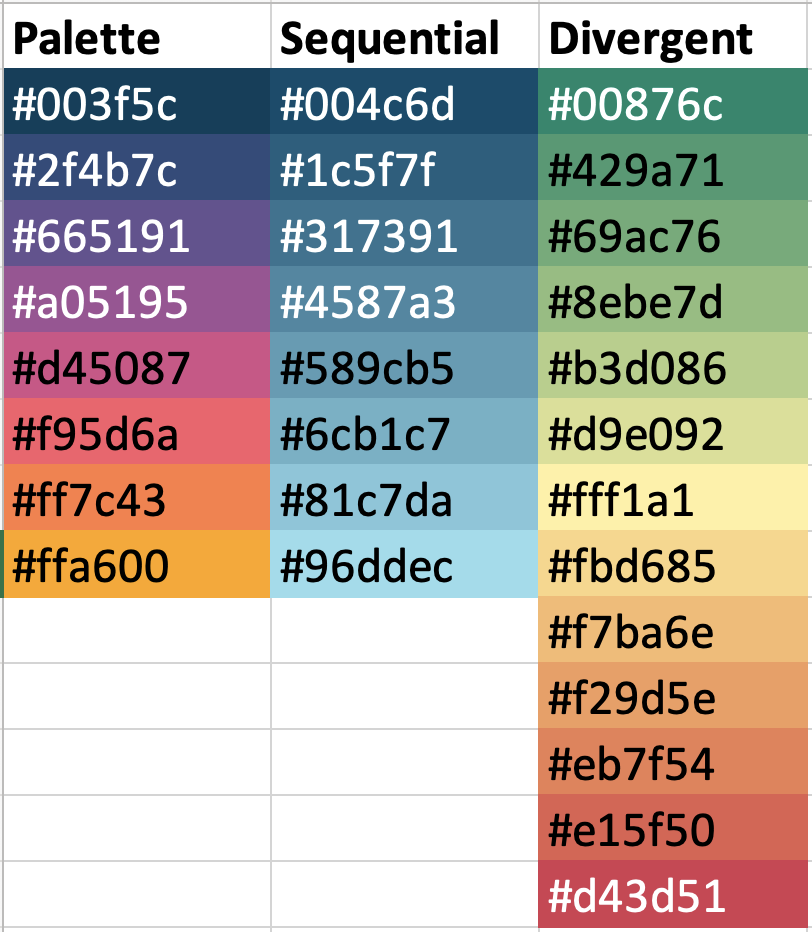 Palette Sequential Divergent
#003f5c #004c6d #00876c
#2f4b7c #1c5f7f #429a71
#665191 #317391 #69ac76
#a05195 #4587a3 #8ebe7d
#d45087 #589cb5 #b3d086
#f95d6a #6cb1c7 #d9e092
#ff7c43 #81c7da #fff1a1
#ffa600 #96ddec #fbd685
#f7ba6e
#f29d5e
#eb7f54
#e15f50
#d43d51